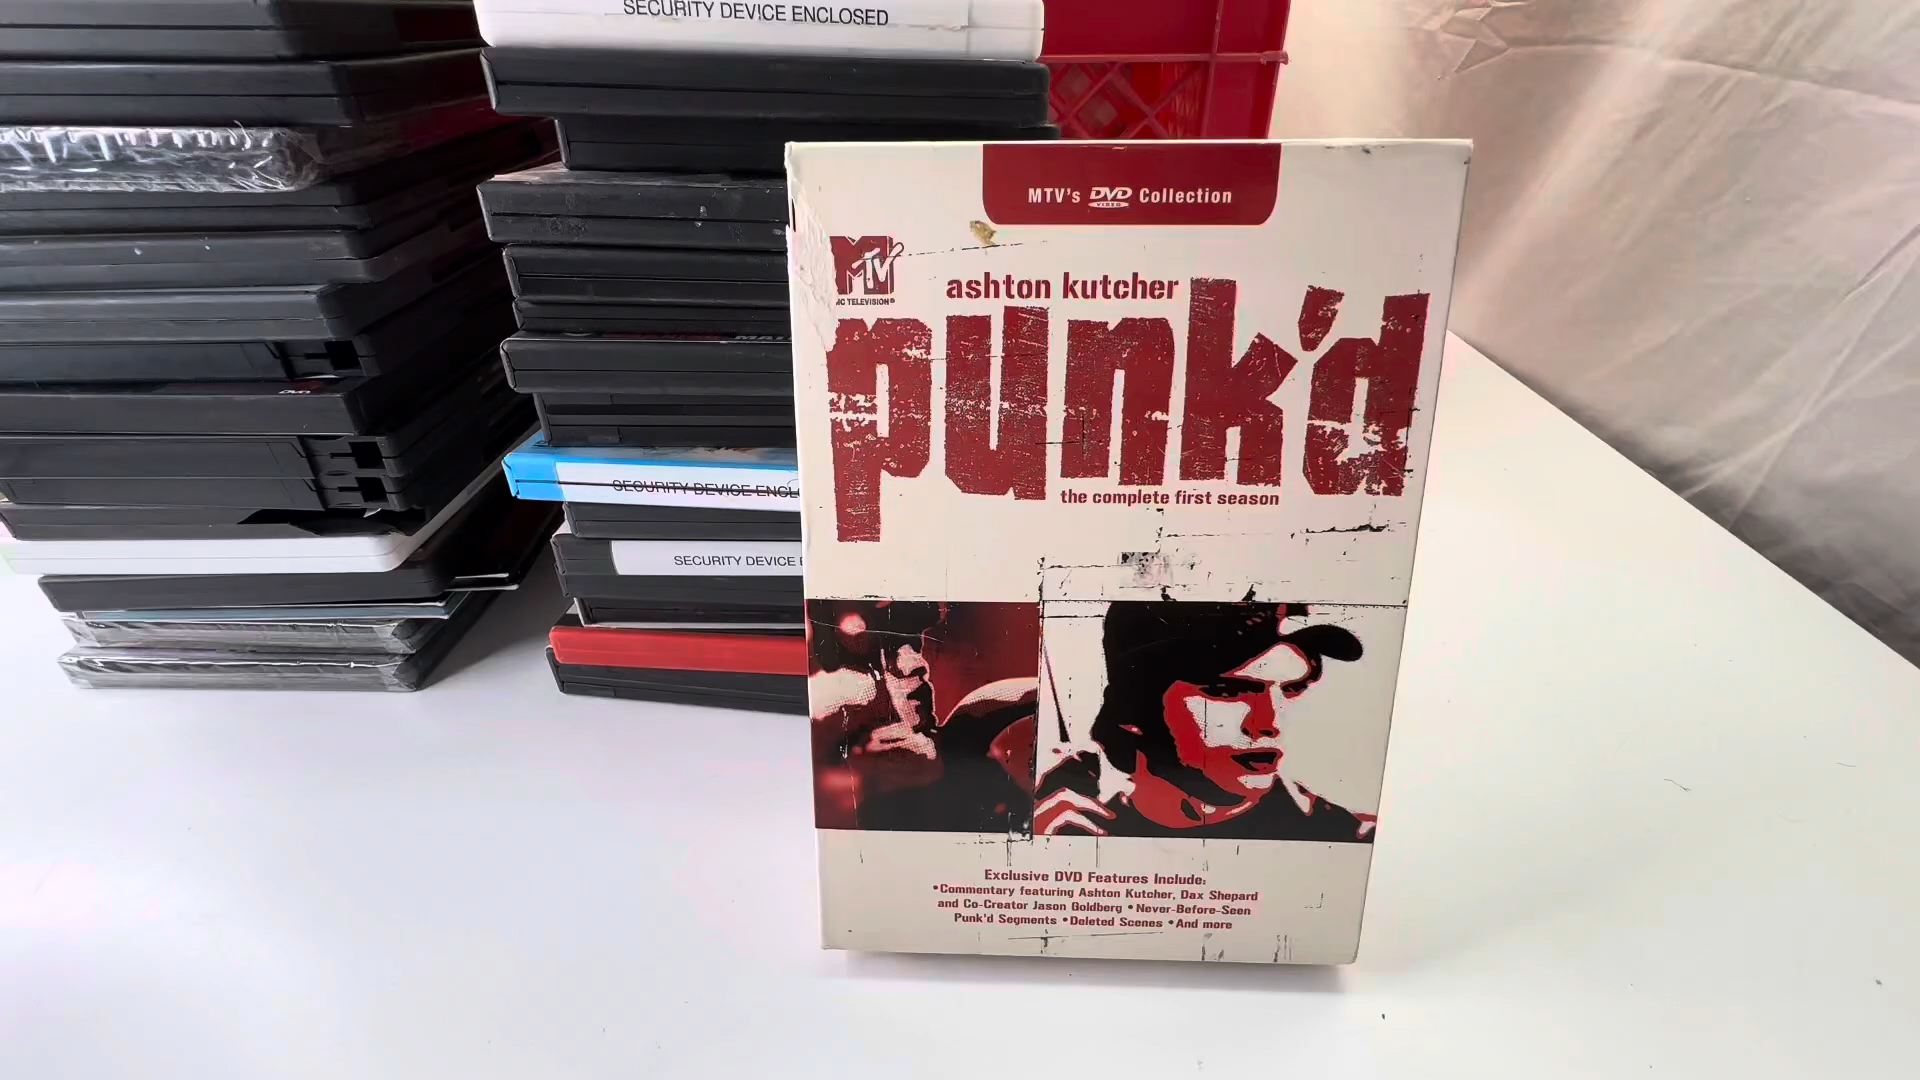 SECURITY DEVICE ENCLOSED
SECURITY DEVICE
SECURITY DEVICE
MTV's DVD VIDEO Collection
MTV
TELEVISION®
ashton kutcher
punk'd
the complete first season
Exclusive DVD Features Include:
•Commentary featuring Ashton Kutcher, Dax Shepard
and Co-Creator Jason Goldberg •Never-Before-Seen
Punk'd Segments •Deleted Scenes •And more